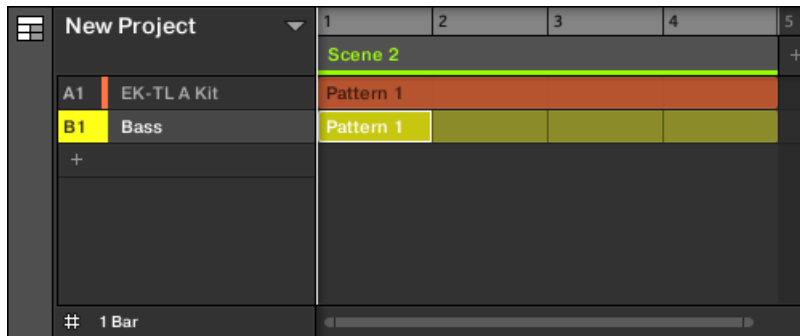 New Project
1 2 3 4 5
Scene 2 +
A1 EK-TL A Kit Pattern 1
B1 Bass Pattern 1
+
1 Bar